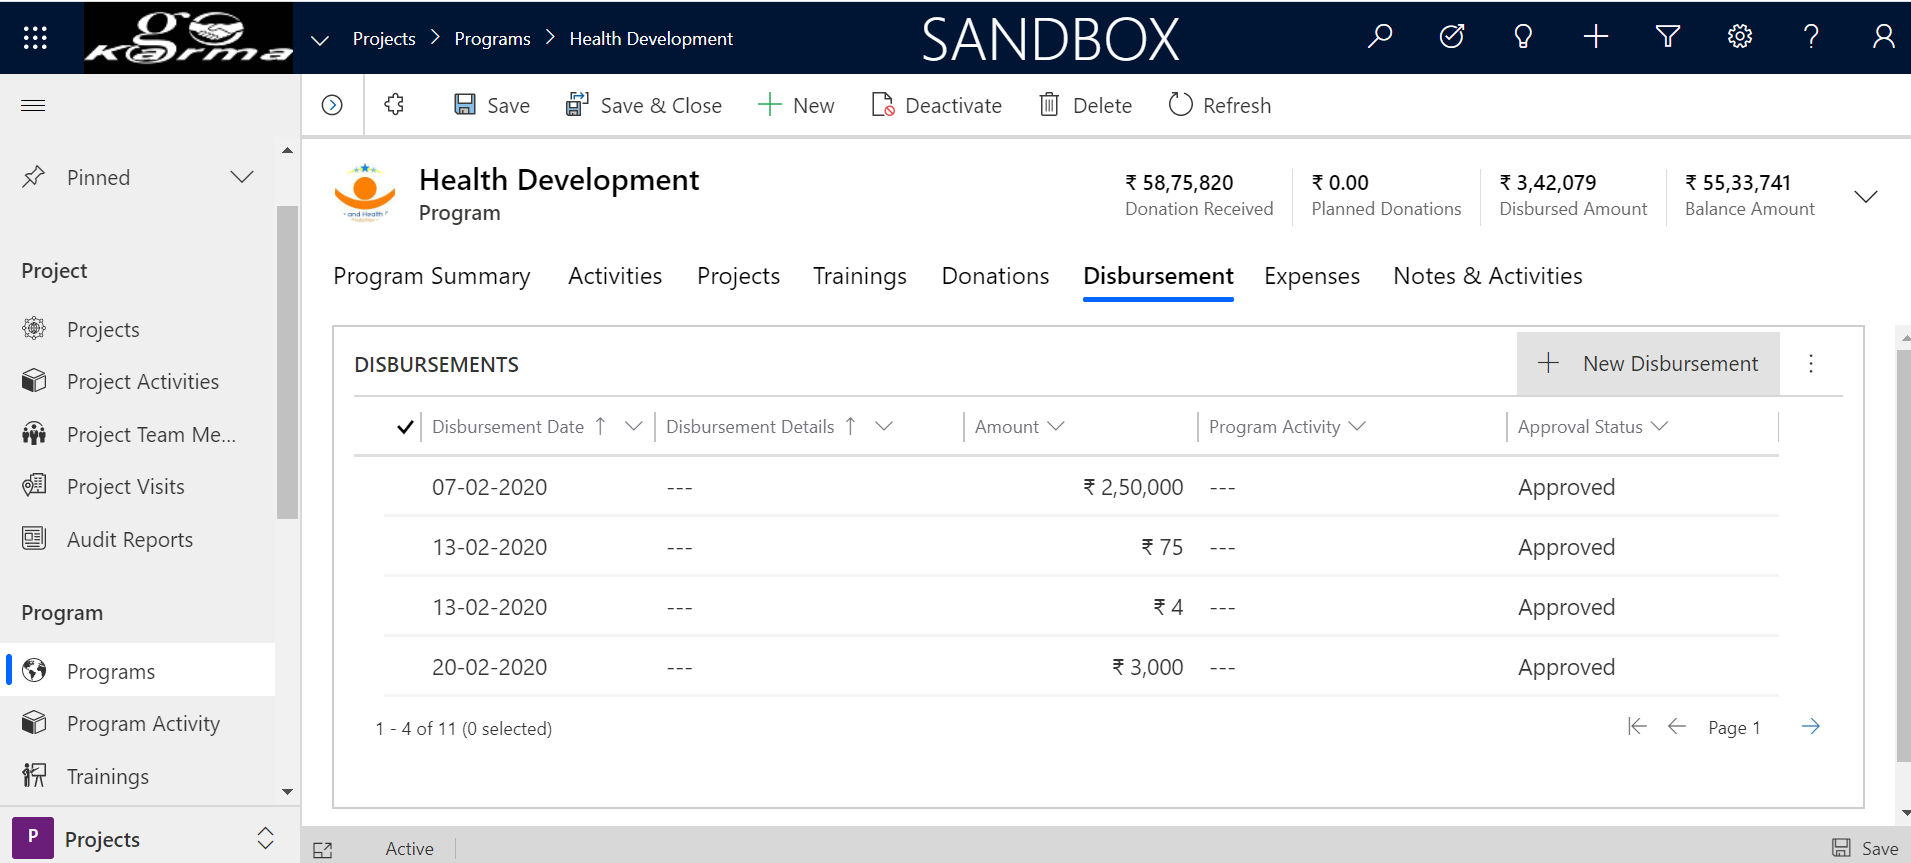 go karma
Projects > Programs > Health Development
SANDBOX
Save
Save & Close
New
Deactivate
Delete
Refresh
Pinned
Project
Projects
Project Activities
Project Team Me...
Project Visits
Audit Reports
Program
Programs
Program Activity
Trainings
P
Projects
Health Development
Program
₹ 58,75,820
Donation Received
₹ 0.00
Planned Donations
₹ 3,42,079
Disbursed Amount
₹ 55,33,741
Balance Amount
Program Summary Activities Projects Trainings Donations Disbursement Expenses Notes & Activities
DISBURSEMENTS
New Disbursement
Disbursement Date Disbursement Details Amount Program Activity Approval Status
07-02-2020 --- ₹ 2,50,000 --- Approved
13-02-2020 --- ₹ 75 --- Approved
13-02-2020 --- ₹ 4 --- Approved
20-02-2020 --- ₹ 3,000 --- Approved
1 - 4 of 11 (0 selected)
Page 1
Active
Save